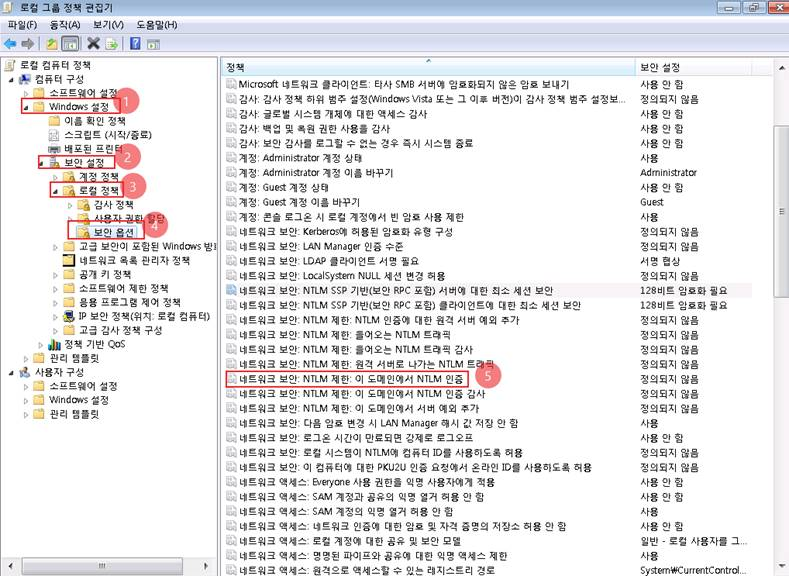 로컬 그룹 정책 편집기
파일(F) 동작(A) 보기(V) 도움말(H)
로컬 컴퓨터 정책
컴퓨터 구성
소프트웨어 설정
Windows 설정 1
이름 확인 정책
스크립트 (시작/종료)
배포된 프린터
보안 설정 2
계정 정책
로컬 정책 3
감사 정책
사용자 권한 할당
보안 옵션 4
고급 보안이 포함된 Windows 방화
네트워크 목록 관리자 정책
공개 키 정책
소프트웨어 제한 정책
응용 프로그램 제어 정책
IP 보안 정책(위치: 로컬 컴퓨터)
고급 감사 정책 구성
정책 기반 QoS
관리 템플릿
사용자 구성
소프트웨어 설정
Windows 설정
관리 템플릿
정책 보안 설정
Microsoft 네트워크 클라이언트: 타사 SMB 서버에 암호화되지 않은 암호 보내기 사용 안 함
감사: 감사 정책 하위 범주 설정(Windows Vista 또는 그 이후 버전)이 감사 정책 범주 설정보... 정의되지 않음
감사: 글로벌 시스템 개체에 대한 액세스 감사 사용 안 함
감사: 백업 및 복원 권한 사용을 감사 사용 안 함
감사: 보안 감사를 로그할 수 없는 경우 즉시 시스템 종료 사용 안 함
계정: Administrator 계정 상태 사용
계정: Administrator 계정 이름 바꾸기 Administrator
계정: Guest 계정 상태 사용 안 함
계정: Guest 계정 이름 바꾸기 Guest
계정: 콘솔 로그온 시 로컬 계정에서 빈 암호 사용 제한 사용
네트워크 보안: Kerberos에 허용된 암호화 유형 구성 정의되지 않음
네트워크 보안: LAN Manager 인증 수준 정의되지 않음
네트워크 보안: LDAP 클라이언트 서명 필요 서명 협상
네트워크 보안: LocalSystem NULL 세션 변경 허용 정의되지 않음
네트워크 보안: NTLM SSP 기반(보안 RPC 포함) 서버에 대한 최소 세션 보안 128비트 암호화 필요
네트워크 보안: NTLM SSP 기반(보안 RPC 포함) 클라이언트에 대한 최소 세션 보안 128비트 암호화 필요
네트워크 보안: NTLM 제한: NTLM 인증에 대한 원격 서버 예외 추가 정의되지 않음
네트워크 보안: NTLM 제한: 들어오는 NTLM 트래픽 정의되지 않음
네트워크 보안: NTLM 제한: 들어오는 NTLM 트래픽 감사 정의되지 않음
네트워크 보안: NTLM 제한: 원격 서버로 나가는 NTLM 트래픽 정의되지 않음
네트워크 보안: NTLM 제한: 이 도메인에서 NTLM 인증 5 정의되지 않음
네트워크 보안: NTLM 제한: 이 도메인에서 NTLM 인증 감사 정의되지 않음
네트워크 보안: NTLM 제한: 이 도메인에서 서버 예외 추가 정의되지 않음
네트워크 보안: 다음 암호 변경 시 LAN Manager 해시 값 저장 안 함 사용
네트워크 보안: 로그온 시간이 만료되면 강제로 로그오프 사용 안 함
네트워크 보안: 로컬 시스템이 NTLM에 컴퓨터 ID를 사용하도록 허용 정의되지 않음
네트워크 보안: 이 컴퓨터에 대한 PKU2U 인증 요청에서 온라인 ID를 사용하도록 허용 정의되지 않음
네트워크 액세스: Everyone 사용 권한을 익명 사용자에게 적용 사용 안 함
네트워크 액세스: SAM 계정과 공유의 익명 열거 허용 안 함 사용 안 함
네트워크 액세스: SAM 계정의 익명 열거 허용 안 함 사용
네트워크 액세스: 네트워크 인증에 대한 암호 및 자격 증명의 저장소 허용 안 함 사용 안 함
네트워크 액세스: 로컬 계정에 대한 공유 및 보안 모델 일반 - 로컬 사용자를 그...
네트워크 액세스: 명명된 파이프와 공유에 대한 익명 액세스 제한 사용
네트워크 액세스: 원격으로 액세스할 수 있는 레지스트리 경로 System\CurrentControl...